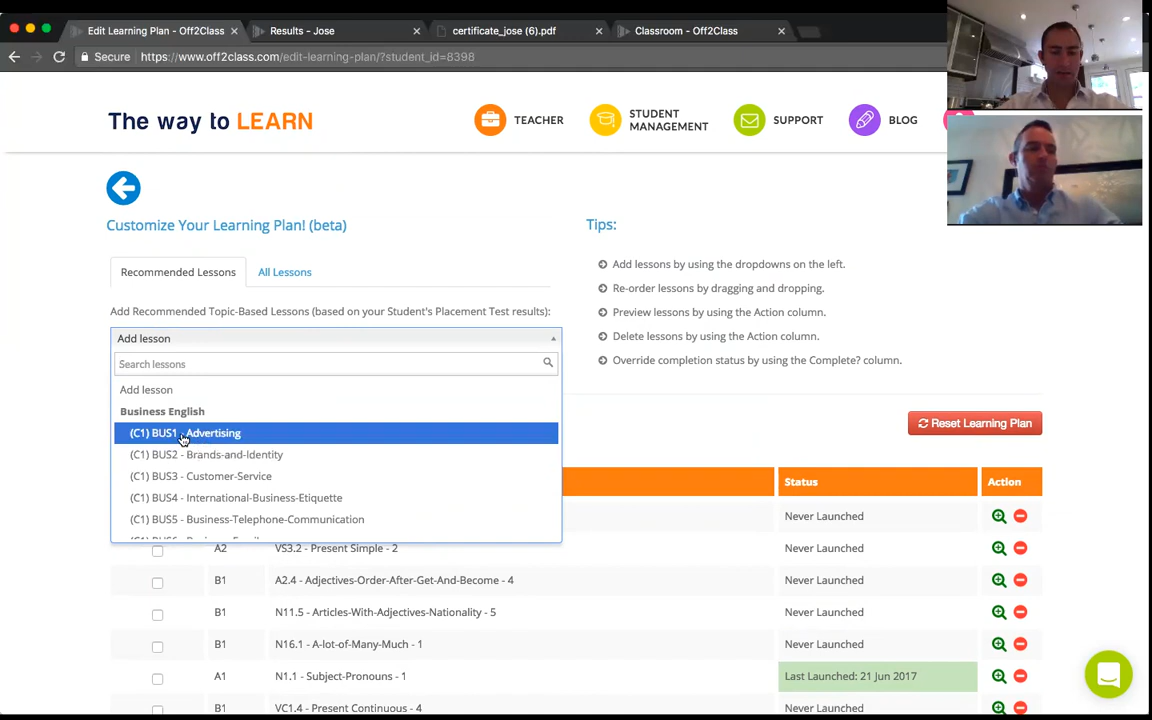 Edit Learning Plan - Off2Class
Results - Jose
certificate_jose (6).pdf
Classroom - Off2Class
Secure
https://www.off2class.com/edit-learning-plan/?student_id=8398
The way to LEARN
TEACHER
STUDENT
MANAGEMENT
SUPPORT
BLOG
Customize Your Learning Plan! (beta)
Tips:
Recommended Lessons
All Lessons
Add lessons by using the dropdowns on the left.
Re-order lessons by dragging and dropping.
Add Recommended Topic-Based Lessons (based on your Student's Placement Test results):
Preview lessons by using the Action column.
Add lesson
Delete lessons by using the Action column.
Search lessons
Override completion status by using the Complete? column.
Add lesson
Business English
Reset Learning Plan
(C1) BUS1 - Advertising
(C1) BUS2 - Brands-and-Identity
(C1) BUS3 - Customer-Service
(C1) BUS4 - International-Business-Etiquette
(C1) BUS5 - Business-Telephone-Communication
Status
Action
Never Launched
A2 VS3.2 - Present Simple - 2 Never Launched
B1 A2.4 - Adjectives-Order-After-Get-And-Become - 4 Never Launched
B1 N11.5 - Articles-With-Adjectives-Nationality - 5 Never Launched
B1 N16.1 - A-lot-of-Many-Much - 1 Never Launched
A1 N1.1 - Subject-Pronouns - 1 Last Launched: 21 Jun 2017
B1 VC1.4 - Present Continuous - 4 Never Launched